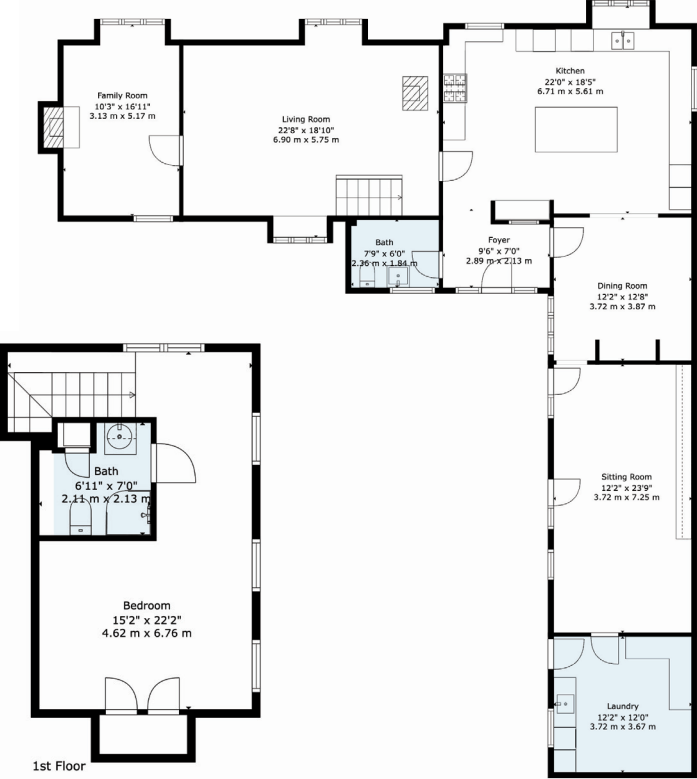 Family Room
10'3" x 16'11"
3.13 m x 5.17 m
Living Room
22'8" x 18'10"
6.90 m x 5.75 m
Kitchen
22'0" x 18'5"
6.71 m x 5.61 m
Bath
7'9" x 6'0"
2.36 m x 1.84 m
Foyer
9'6" x 7'0"
2.89 m x 2.13 m
Dining Room
12'2" x 12'8"
3.72 m x 3.87 m
Bath
6'11" x 7'0"
2.11 m x 2.13 m
Sitting Room
12'2" x 23'9"
3.72 m x 7.25 m
Bedroom
15'2" x 22'2"
4.62 m x 6.76 m
Laundry
12'2" x 12'0"
3.72 m x 3.67 m
1st Floor